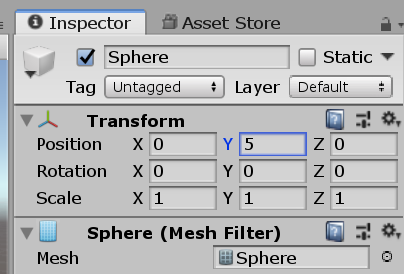 Inspector Asset Store
Sphere Static
Tag Untagged Layer Default
Transform
Position X 0 Y 5 Z 0
Rotation X 0 Y 0 Z 0
Scale X 1 Y 1 Z 1
Sphere (Mesh Filter)
Mesh Sphere